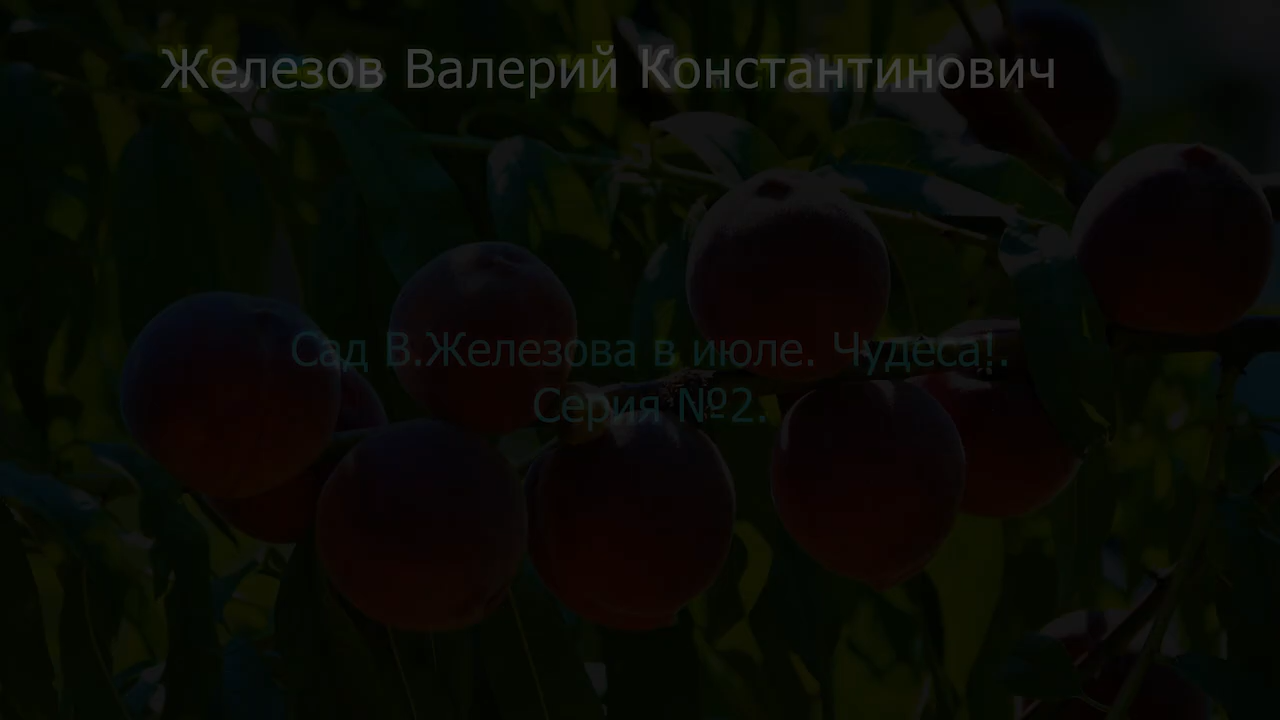 Железов Валерий Константинович
Сад В.Железова в июле. Чудеса!.
Серия №2.